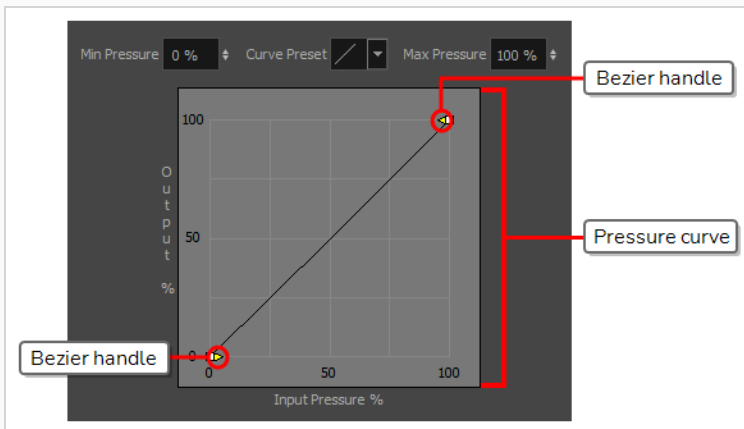 Min Pressure 0 % Curve Preset Max Pressure 100 %
Bezier handle
100
Output %
50
Pressure curve
Bezier handle
0
0 50 100
Input Pressure %